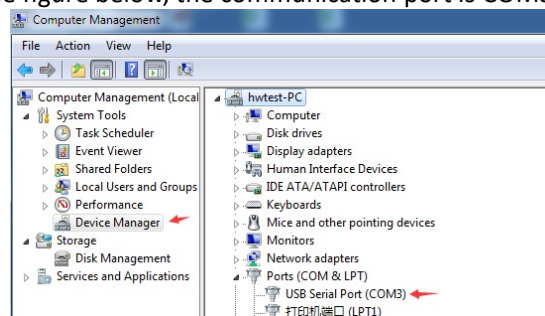 figure below) the communication port is COM
Computer Management
File Action View Help
Computer Management (Local
System Tools
Task Scheduler
Event Viewer
Shared Folders
Local Users and Groups
Performance
Device Manager
Storage
Disk Management
Services and Applications
hwtest-PC
Computer
Disk drives
Display adapters
Human Interface Devices
IDE ATA/ATAPI controllers
Keyboards
Mice and other pointing devices
Monitors
Network adapters
Ports (COM & LPT)
USB Serial Port (COM3)
打印机端口 (LPT1)